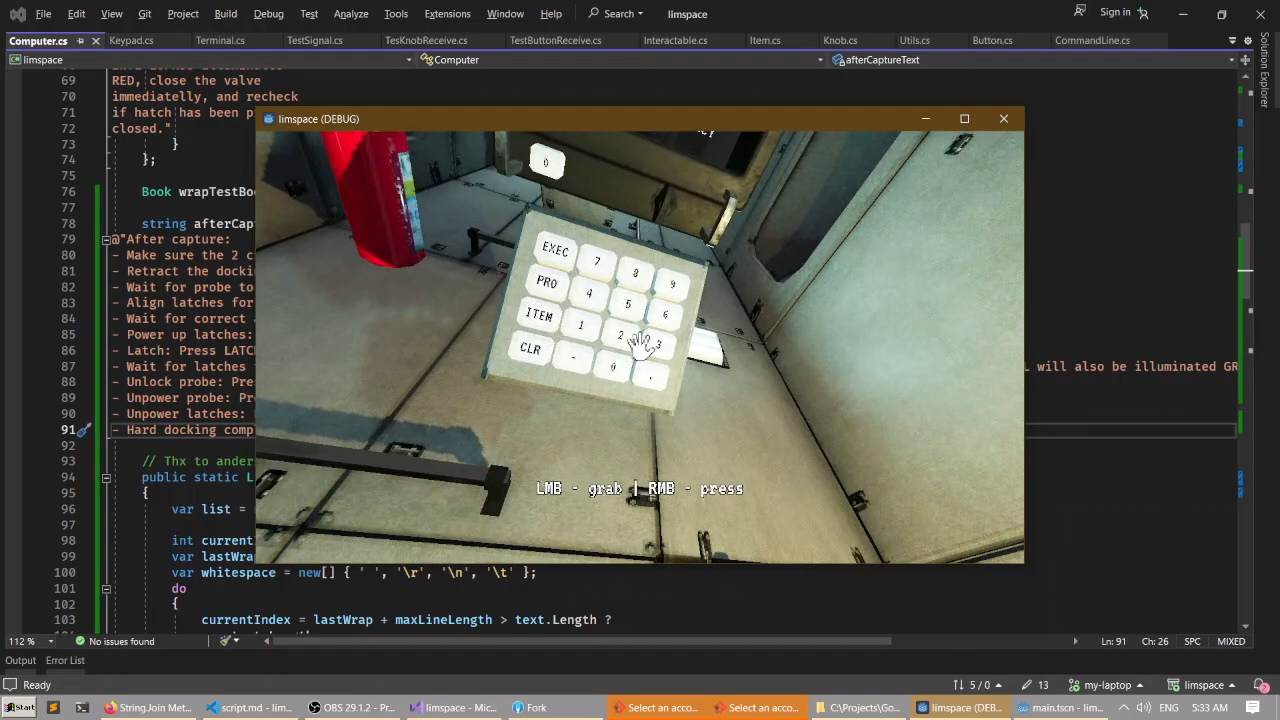 File Edit View Git Project Build Debug Test Analyze Tools Extensions Window Help Search limspace Sign in
Computer.cs Keypad.cs Terminal.cs TestSignal.cs TesKnobReceive.cs TestButtonReceive.cs Interactable.cs Item.cs Knob.cs Utils.cs Button.cs CommandLine.cs
limspace Computer afterCaptureText
Solution Explorer
69 RED, close the valve
70 immediatelly, and recheck
71 if hatch has been p
72 closed."
73 }
74 };
75
76 Book wrapTestBo
77
78 string afterCap
79 @"After capture:
80 - Make sure the 2 c
81 - Retract the dockin
82 - Wait for probe to
83 - Align latches for
84 - Wait for correct
85 - Power up latches:
86 - Latch: Press LATC
87 - Wait for latches L will also be illuminated GR
88 - Unlock probe: Pre
89 - Unpower probe: Pr
90 - Unpower latches:
91 - Hard docking comp
92
93 // Thx to anders
94 public static L
95 {
96 var list =
97
98 int current
99 var lastWrap
100 var whitespace = new[] { ' ', '\r', '\n', '\t' };
101 do
102 {
103 currentIndex = lastWrap + maxLineLength > text.Length ?
limspace (DEBUG)
0
EXEC 7 8 9
PRO 4 5 6
ITEM 1 2 3
CLR - 0 .
LMB - grab | RMB - press
112 % No issues found Ln: 91 Ch: 26 SPC MIXED
Output Error List
Ready 5 / 0 13 my-laptop limspace 2
Start String.Join Met... script.md - lim... OBS 29.1.2 - Pr... limspace - Mic... Fork Select an acco... Select an acco... C:\Projects\Go... limspace (DEB... main.tscn - lim... ENG 5:33 AM